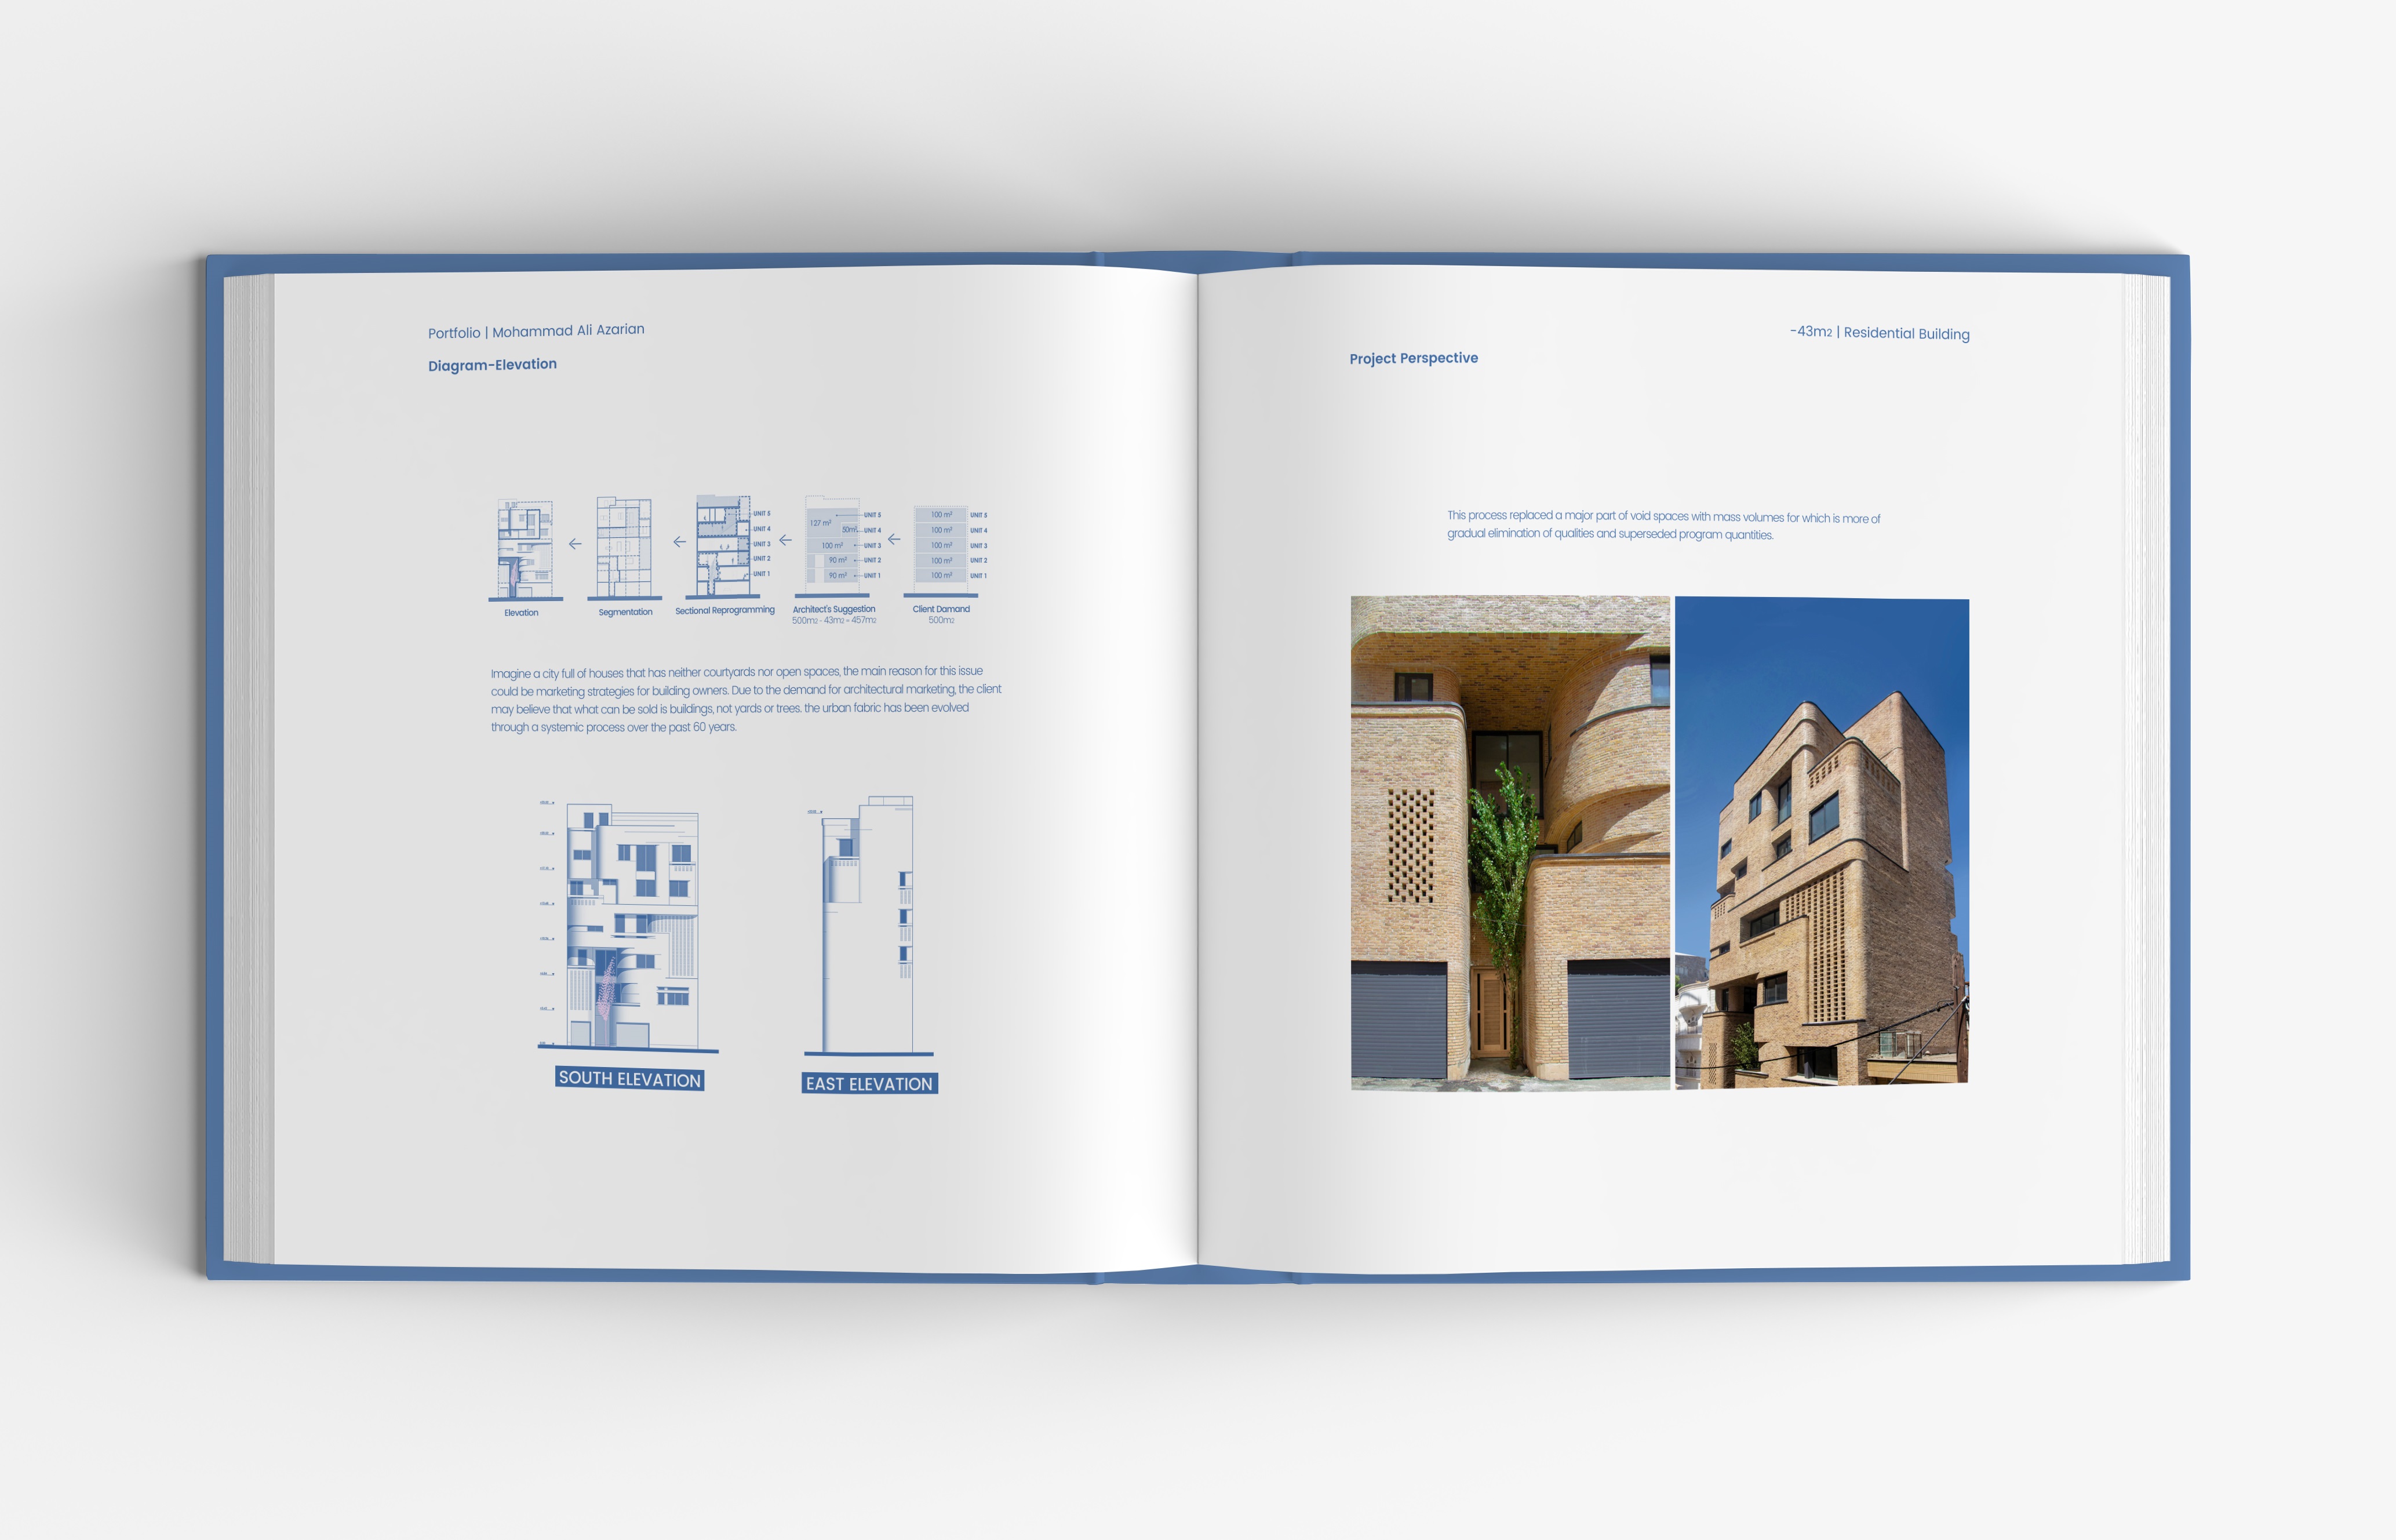 Portfolio | Mohammad Ali Azarian
Diagram-Elevation
UNIT 5
UNIT 4
UNIT 3
UNIT 2
UNIT 1
127 m²
50m²
100 m²
90 m²
90 m²
UNIT 5
UNIT 4
UNIT 3
UNIT 2
UNIT 1
100 m²
100 m²
100 m²
100 m²
100 m²
UNIT 5
UNIT 4
UNIT 3
UNIT 2
UNIT 1
Elevation
Segmentation
Sectional Reprogramming
Architect's Suggestion
500m2 - 43m2 = 457m2
Client Damand
500m2
Imagine a city full of houses that has neither courtyards nor open spaces, the main reason for this issue
could be marketing strategies for building owners. Due to the demand for architectural marketing, the client
may believe that what can be sold is buildings, not yards or trees. the urban fabric has been evolved
through a systemic process over the past 60 years.
SOUTH ELEVATION
EAST ELEVATION
-43m2 | Residential Building
Project Perspective
This process replaced a major part of void spaces with mass volumes for which is more of
gradual elimination of qualities and superseded program quantities.